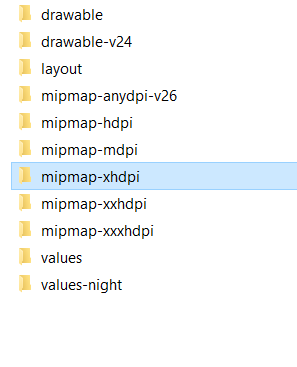 drawable
drawable-v24
layout
mipmap-anydpi-v26
mipmap-hdpi
mipmap-mdpi
mipmap-xhdpi
mipmap-xxhdpi
mipmap-xxxhdpi
values
values-night